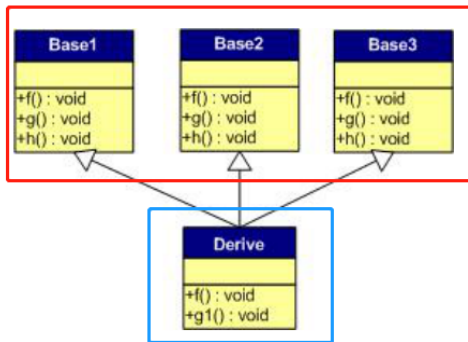 Base1
+f() : void
+g() : void
+h() : void
Base2
+f() : void
+g() : void
+h() : void
Base3
+f() : void
+g() : void
+h() : void
Derive
+f() : void
+g1() : void